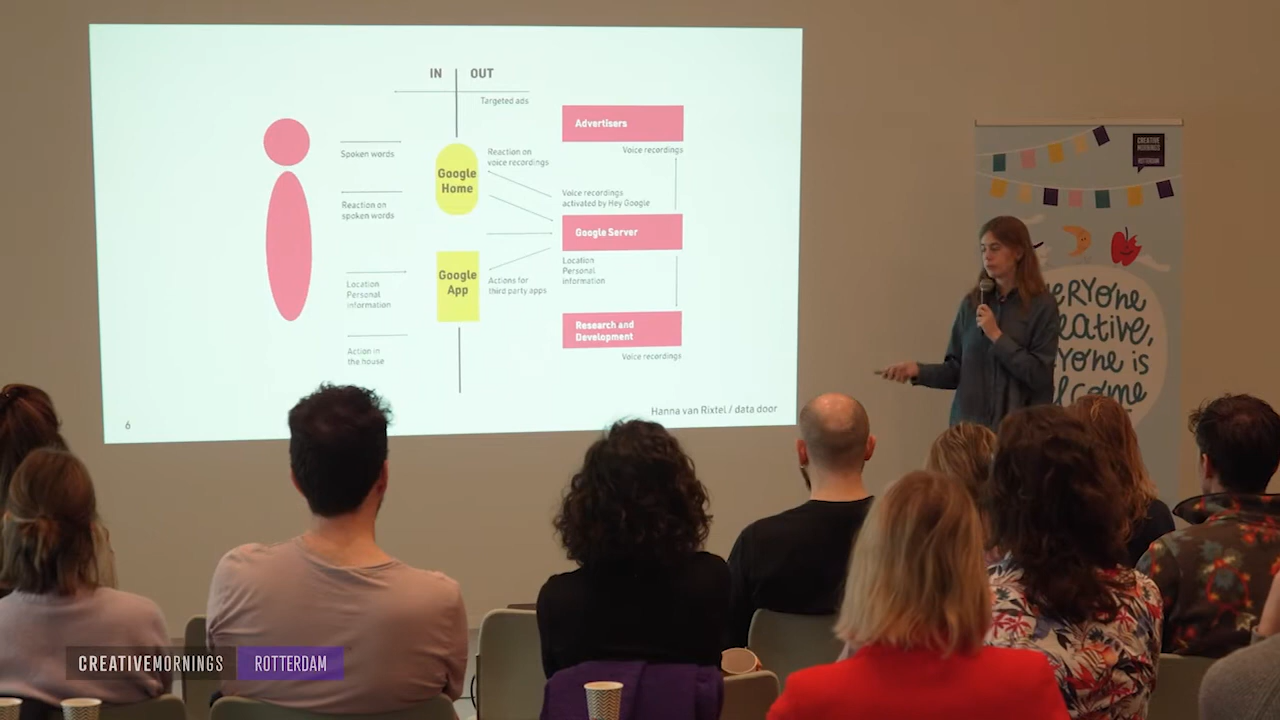 IN OUT
Targeted ads
Advertisers
Voice recordings
Spoken words
Reaction on
voice recordings
Google
Home
Reaction on
spoken words
Voice recordings
activated by Hey Google
Google Server
Location
Personal
information
Google
App
Actions for
third party apps
Location
Personal
information
Research and
Development
Voice recordings
Action in
the house
Hanna van Rixtel / data door
6
CREATIVE
MORNINGS
ROTTERDAM
IS
CREATIVEMORNINGS ROTTERDAM